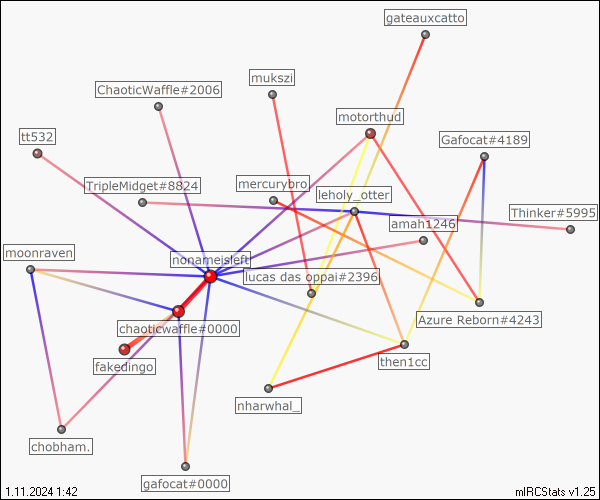 gateauxcatto
mukszi
ChaoticWaffle#2006
motorthud
tt532
Gafocat#4189
TripleMidget#8824
mercurybro
leholy_otter
Thinker#5995
amah1246
moonraven
nonameisleft
lucas das oppai#2396
chaoticwaffle#0000
Azure Reborn#4243
fakedingo
then1cc
nharwhal_
chobham.
gafocat#0000
1.11.2024 1:42
mIRCStats v1.25